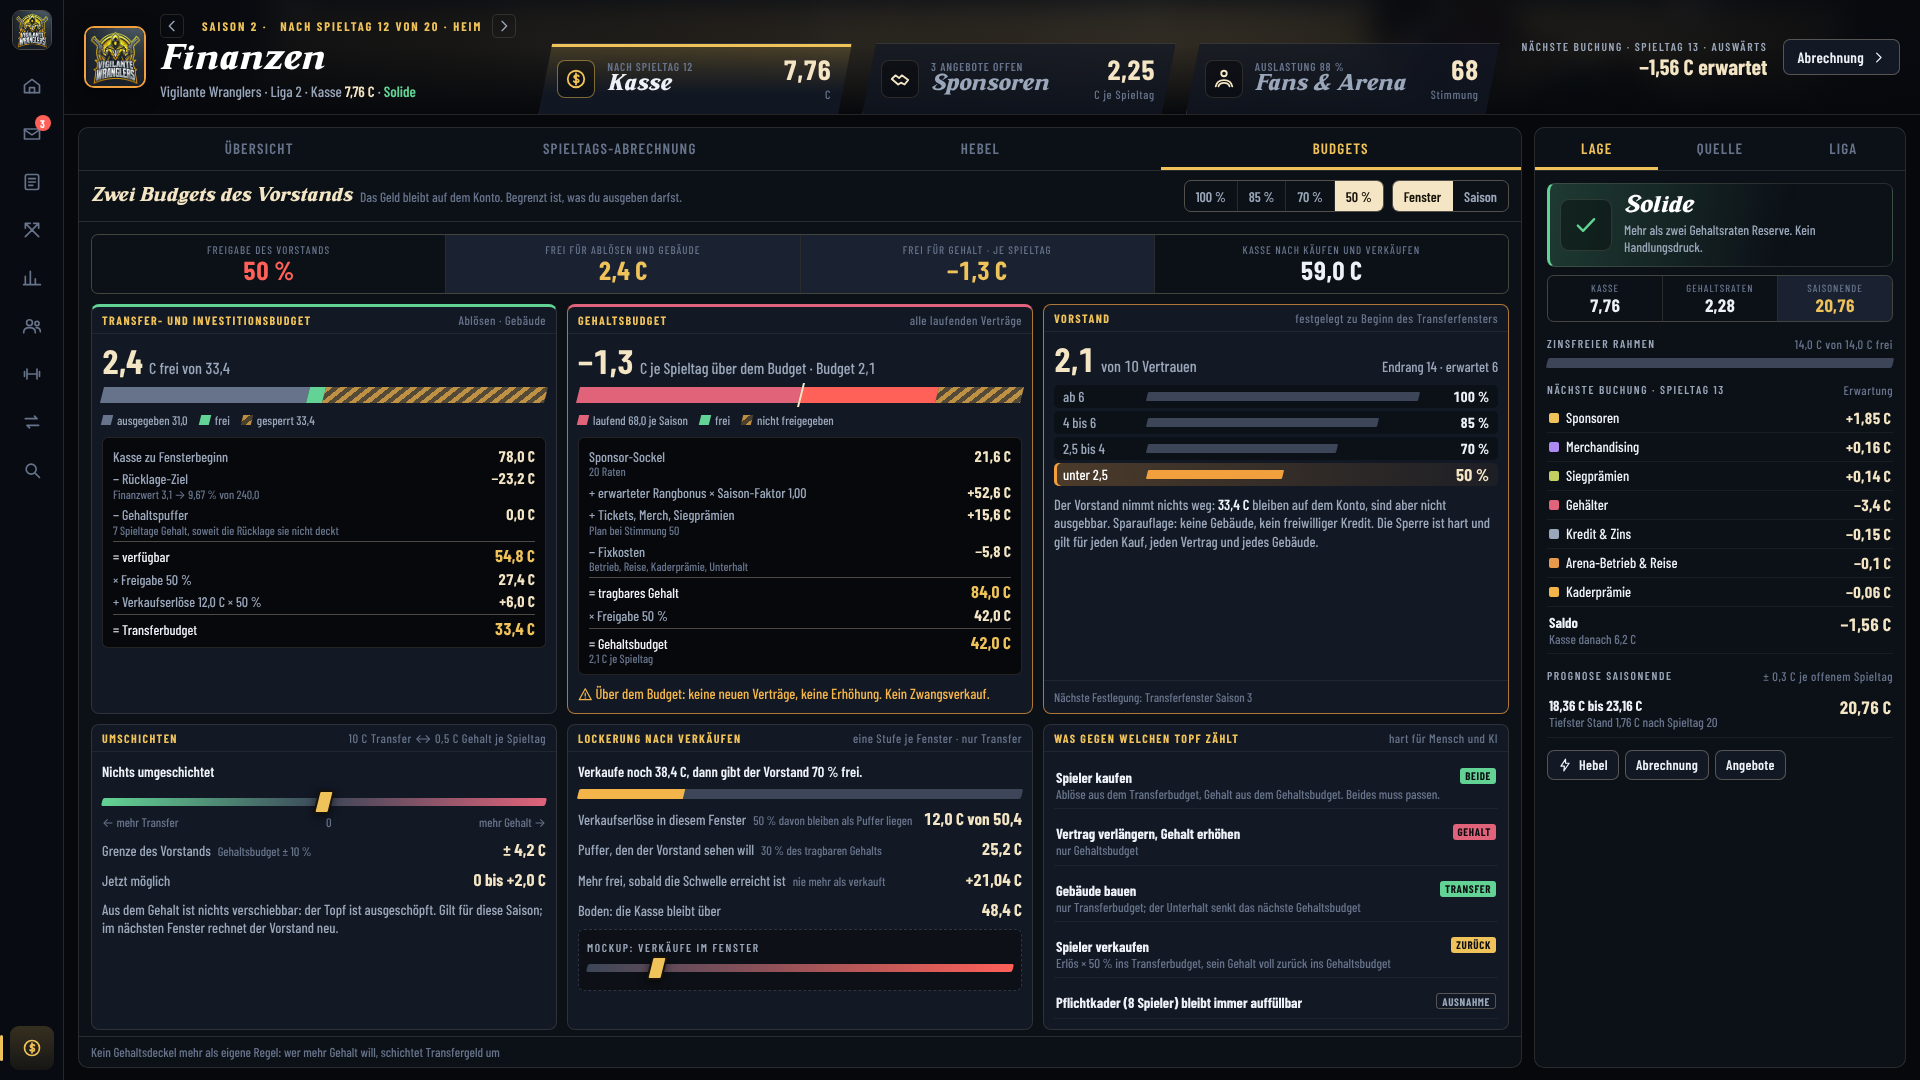 VIGILANTE WRANGLERS
SAISON 2 · NACH SPIELTAG 12 VON 20 · HEIM
Finanzen
Vigilante Wranglers · Liga 2 · Kasse 7,76 C · Solide
NACH SPIELTAG 12
Kasse
7,76
C
3 ANGEBOTE OFFEN
Sponsoren
2,25
C je Spieltag
AUSLASTUNG 88 %
Fans & Arena
68
Stimmung
NÄCHSTE BUCHUNG · SPIELTAG 13 · AUSWÄRTS
−1,56 C erwartet
Abrechnung
3
ÜBERSICHT
SPIELTAGS-ABRECHNUNG
HEBEL
BUDGETS
Zwei Budgets des Vorstands Das Geld bleibt auf dem Konto. Begrenzt ist, was du ausgeben darfst.
100 % 85 % 70 % 50 %
Fenster Saison
FREIGABE DES VORSTANDS
50 %
FREI FÜR ABLÖSEN UND GEBÄUDE
2,4 C
FREI FÜR GEHALT · JE SPIELTAG
−1,3 C
KASSE NACH KÄUFEN UND VERKÄUFEN
59,0 C
TRANSFER- UND INVESTITIONSBUDGET Ablösen · Gebäude
2,4 C frei von 33,4
ausgegeben 31,0 frei gesperrt 33,4
Kasse zu Fensterbeginn 78,0 C
− Rücklage-Ziel −23,2 C
Finanzwert 3,1 → 9,67 % von 240,0
− Gehaltspuffer 0,0 C
7 Spieltage Gehalt, soweit die Rücklage sie nicht deckt
= verfügbar 54,8 C
× Freigabe 50 % 27,4 C
+ Verkaufserlöse 12,0 C × 50 % +6,0 C
= Transferbudget 33,4 C
GEHALTSBUDGET alle laufenden Verträge
−1,3 C je Spieltag über dem Budget · Budget 2,1
laufend 68,0 je Saison frei nicht freigegeben
Sponsor-Sockel 21,6 C
20 Raten
+ erwarteter Rangbonus × Saison-Faktor 1,00 +52,6 C
+ Tickets, Merch, Siegprämien +15,6 C
Plan bei Stimmung 50
− Fixkosten −5,8 C
Betrieb, Reise, Kaderprämie, Unterhalt
= tragbares Gehalt 84,0 C
× Freigabe 50 % 42,0 C
= Gehaltsbudget 42,0 C
2,1 C je Spieltag
Über dem Budget: keine neuen Verträge, keine Erhöhung. Kein Zwangsverkauf.
VORSTAND festgelegt zu Beginn des Transferfensters
2,1 von 10 Vertrauen Endrang 14 · erwartet 6
ab 6 100 %
4 bis 6 85 %
2,5 bis 4 70 %
unter 2,5 50 %
Der Vorstand nimmt nichts weg: 33,4 C bleiben auf dem Konto, sind aber nicht
ausgebbar. Sparauflage: keine Gebäude, kein freiwilliger Kredit. Die Sperre ist hart und
gilt für jeden Kauf, jeden Vertrag und jedes Gebäude.
Nächste Festlegung: Transferfenster Saison 3
UMSCHICHTEN 10 C Transfer ↔ 0,5 C Gehalt je Spieltag
Nichts umgeschichtet
← mehr Transfer 0 mehr Gehalt →
Grenze des Vorstands Gehaltsbudget ± 10 % ± 4,2 C
Jetzt möglich 0 bis +2,0 C
Aus dem Gehalt ist nichts verschiebbar: der Topf ist ausgeschöpft. Gilt für diese Saison;
im nächsten Fenster rechnet der Vorstand neu.
LOCKERUNG NACH VERKÄUFEN eine Stufe je Fenster · nur Transfer
Verkaufe noch 38,4 C, dann gibt der Vorstand 70 % frei.
Verkaufserlöse in diesem Fenster 50 % davon bleiben als Puffer liegen 12,0 C von 50,4
Puffer, den der Vorstand sehen will 30 % des tragbaren Gehalts 25,2 C
Mehr frei, sobald die Schwelle erreicht ist nie mehr als verkauft +21,04 C
Boden: die Kasse bleibt über 48,4 C
MOCKUP: VERKÄUFE IM FENSTER
WAS GEGEN WELCHEN TOPF ZÄHLT hart für Mensch und KI
Spieler kaufen BEIDE
Ablöse aus dem Transferbudget, Gehalt aus dem Gehaltsbudget. Beides muss passen.
Vertrag verlängern, Gehalt erhöhen GEHALT
nur Gehaltsbudget
Gebäude bauen TRANSFER
nur Transferbudget; der Unterhalt senkt das nächste Gehaltsbudget
Spieler verkaufen ZURÜCK
Erlös × 50 % ins Transferbudget, sein Gehalt voll zurück ins Gehaltsbudget
Pflichtkader (8 Spieler) bleibt immer auffüllbar AUSNAHME
Kein Gehaltsdeckel mehr als eigene Regel: wer mehr Gehalt will, schichtet Transfergeld um
LAGE QUELLE LIGA
Solide
Mehr als zwei Gehaltsraten Reserve. Kein
Handlungsdruck.
KASSE
7,76
GEHALTSRATEN
2,28
SAISONENDE
20,76
ZINSFREIER RAHMEN 14,0 C von 14,0 C frei
NÄCHSTE BUCHUNG · SPIELTAG 13 Erwartung
Sponsoren +1,85 C
Merchandising +0,16 C
Siegprämien +0,14 C
Gehälter −3,4 C
Kredit & Zins −0,15 C
Arena-Betrieb & Reise −0,1 C
Kaderprämie −0,06 C
Saldo −1,56 C
Kasse danach 6,2 C
PROGNOSE SAISONENDE ± 0,3 C je offenem Spieltag
18,36 C bis 23,16 C 20,76 C
Tiefster Stand 1,76 C nach Spieltag 20
Hebel Abrechnung Angebote